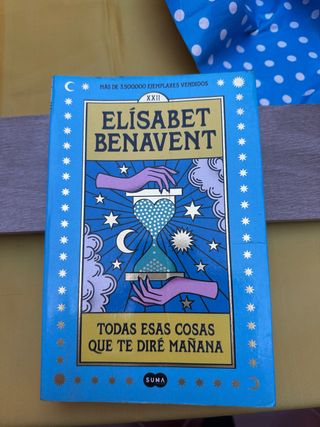 MÁS DE 3.500.000 EJEMPLARES VENDIDOS
XXII
ELÍSABET
BENAVENT
TODAS ESAS COSAS
QUE TE DIRÉ MAÑANA
SUMA